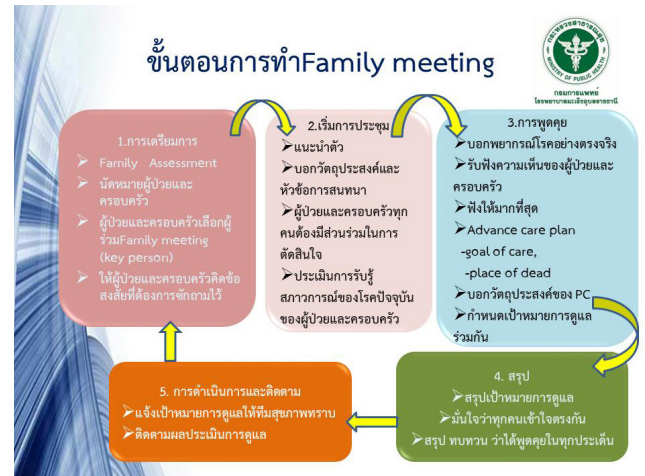 ขั้นตอนการทำFamily meeting
กระทรวงสาธารณสุข
MINISTRY OF PUBLIC HEALTH
กรมการแพทย์
โรงพยาบาลมะเร็งอุดรธานี
1.การเตรียมการ
➢ Family Assessment
➢ นัดหมายผู้ป่วยและ
ครอบครัว
➢ ผู้ป่วยและครอบครัวเลือกผู้
ร่วมFamily meeting
(key person)
➢ ให้ผู้ป่วยและครอบครัวคิดข้อ
สงสัยที่ต้องการซักถามไว้
2.เริ่มการประชุม
➢แนะนำตัว
➢บอกวัตถุประสงค์และ
หัวข้อการสนทนา
➢ผู้ป่วยและครอบครัวทุก
คนต้องมีส่วนร่วมในการ
ตัดสินใจ
➢ประเมินการรับรู้
สภาวการณ์ของโรคปัจจุบัน
ของผู้ป่วยและครอบครัว
3.การพูดคุย
➢บอกพยากรณ์โรคอย่างตรงจริง
➢รับฟังความเห็นของผู้ป่วยและ
ครอบครัว
➢ฟังให้มากที่สุด
➢Advance care plan
-goal of care,
-place of dead
➢บอกวัตถุประสงค์ของ PC
➢กำหนดเป้าหมายการดูแล
ร่วมกัน
4. สรุป
➢สรุปเป้าหมายการดูแล
➢มั่นใจว่าทุกคนเข้าใจตรงกัน
➢สรุป ทบทวน ว่าได้พูดคุยในทุกประเด็น
5. การดำเนินการและติดตาม
➢แจ้งเป้าหมายการดูแลให้ทีมสุขภาพทราบ
➢ติดตามผลประเมินการดูแล